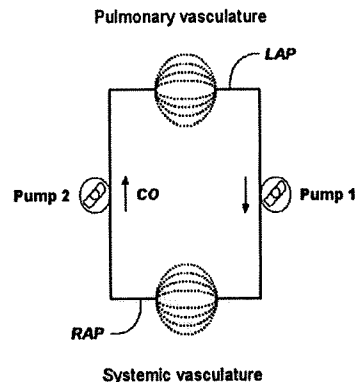 Pulmonary vasculature
LAP
Pump 2
CO
Pump 1
RAP
Systemic vasculature